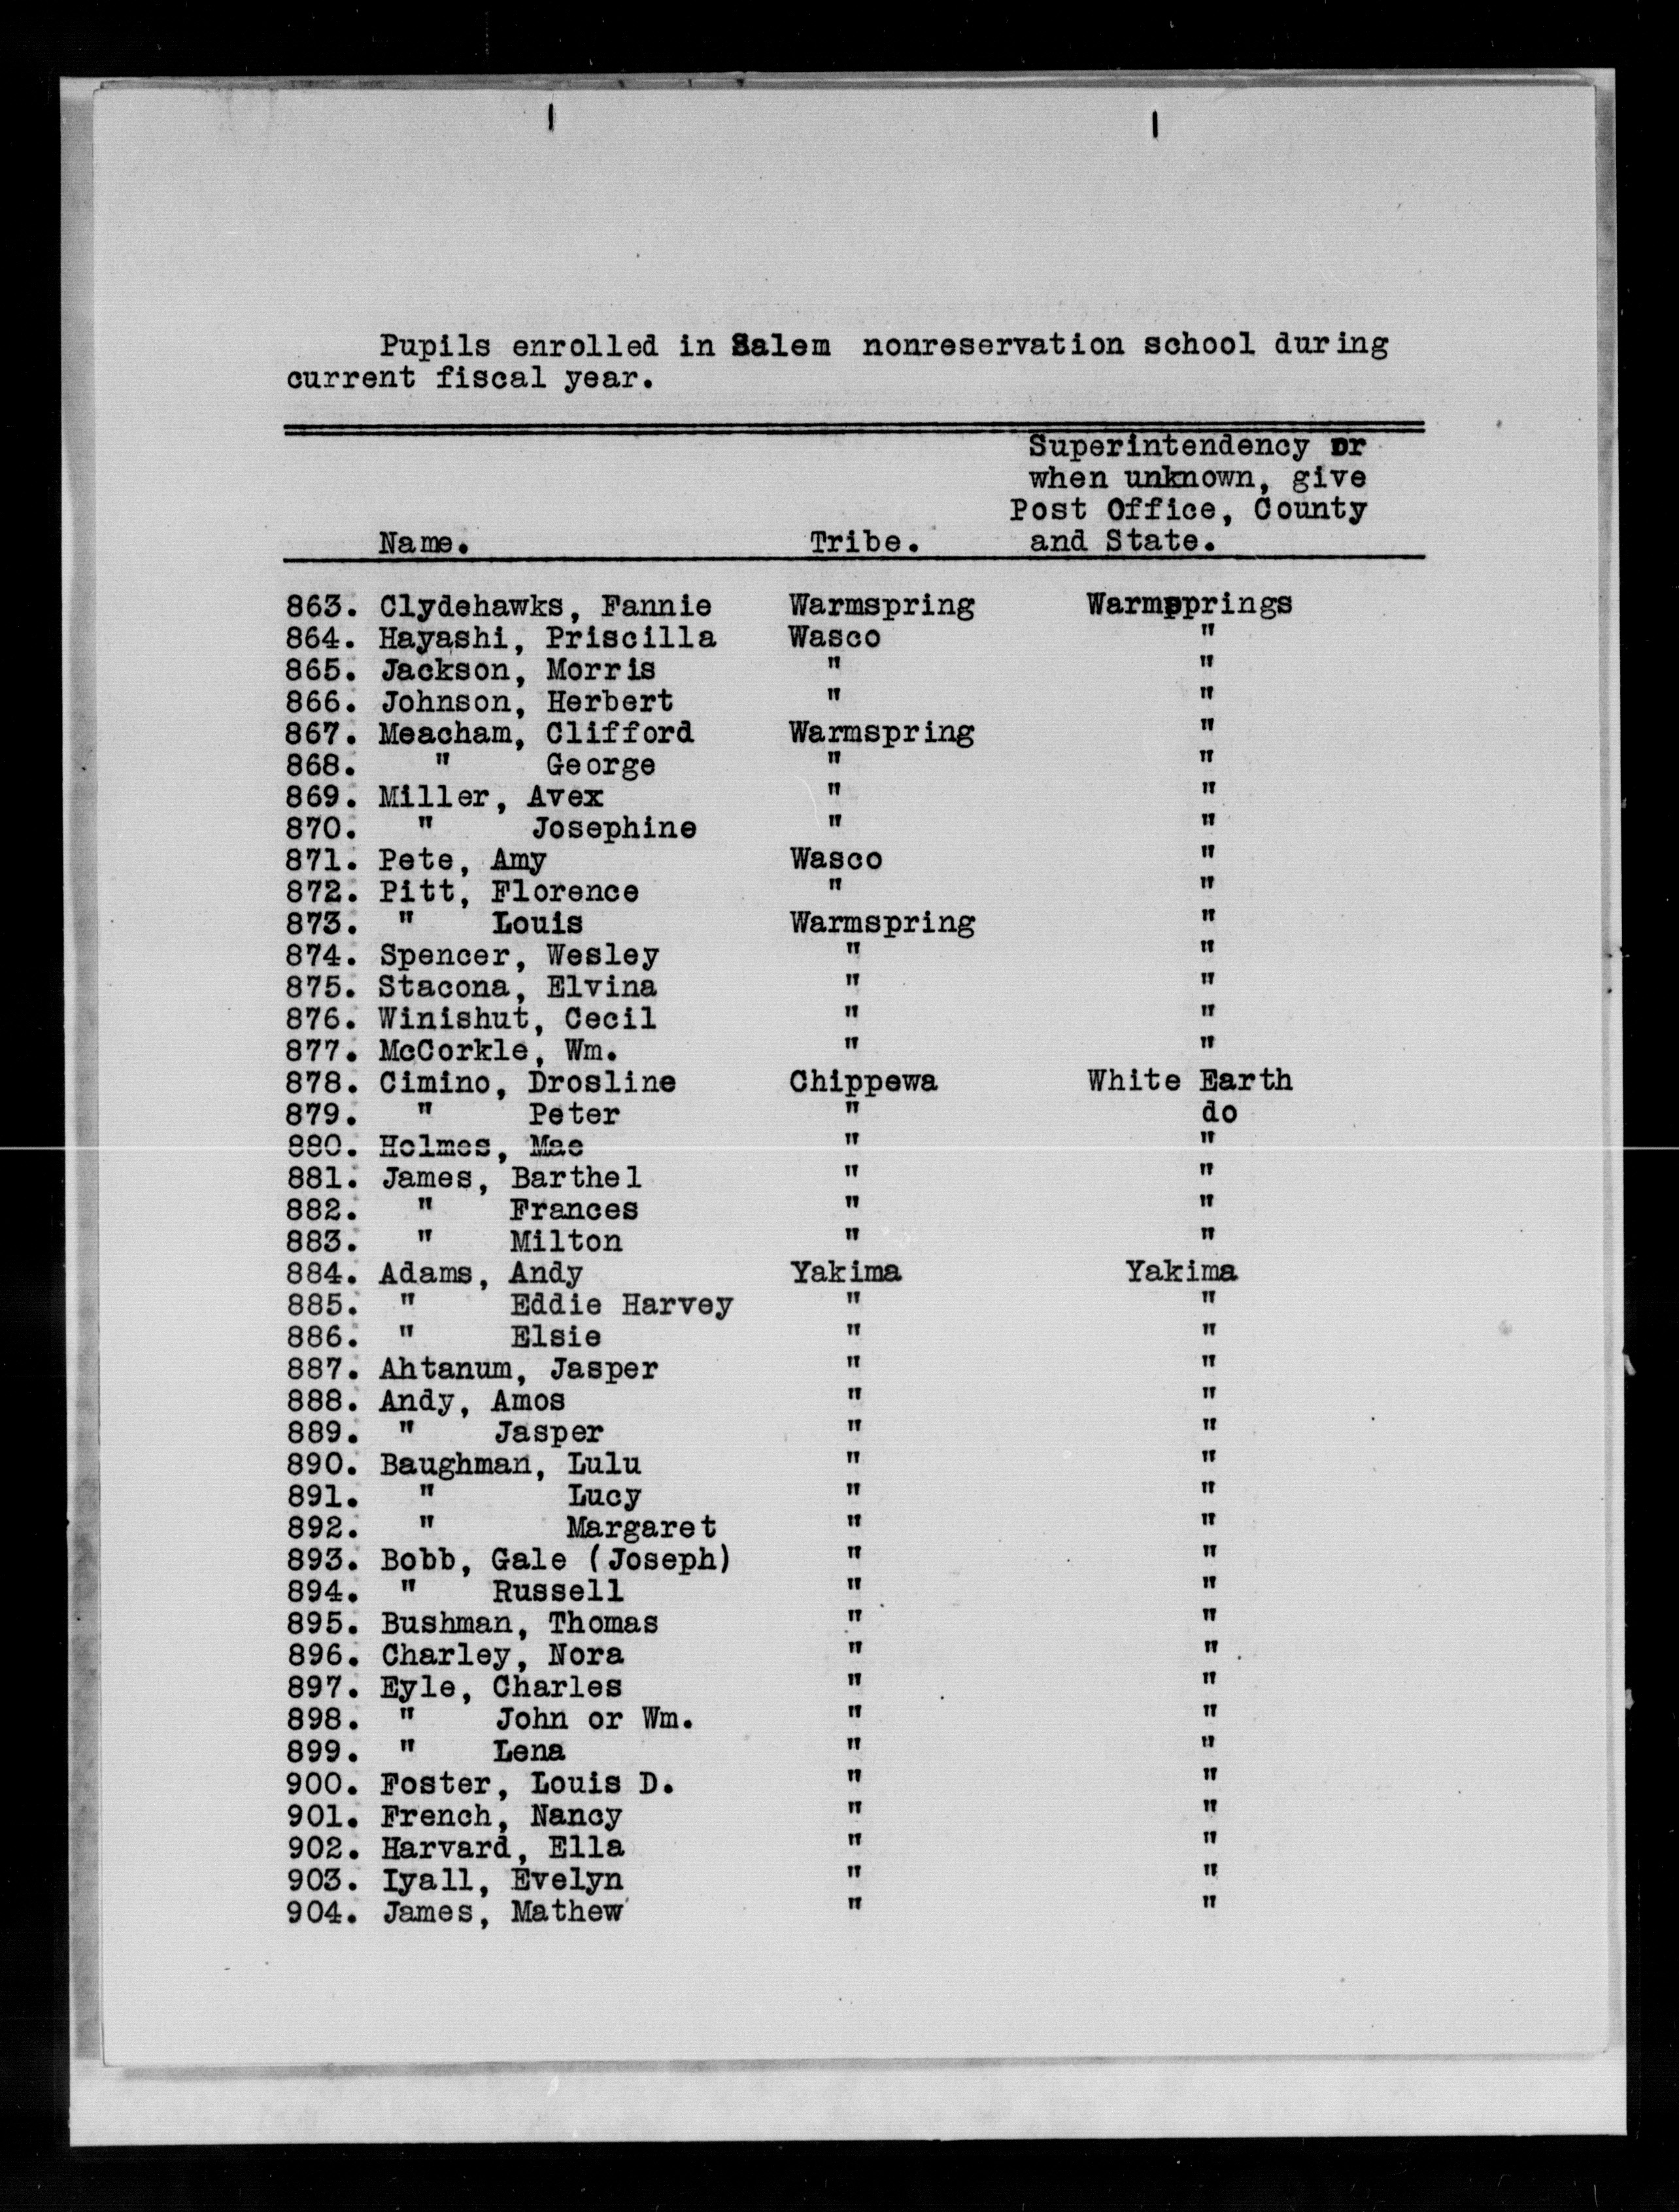 Pupils enrolled in Salem nonreservation school during
current fiscal year.
Superintendency or
when unknown, give
Post Office, County
Name. Tribe. and State.
863. Clydehawks, Fannie Warmspring Warmsprings
864. Hayashi, Priscilla Wasco "
865. Jackson, Morris " "
866. Johnson, Herbert " "
867. Meacham, Clifford Warmspring "
868. " George " "
869. Miller, Avex " "
870. " Josephine " "
871. Pete, Amy Wasco "
872. Pitt, Florence " "
873. " Louis Warmspring "
874. Spencer, Wesley " "
875. Stacona, Elvina " "
876. Winishut, Cecil " "
877. McCorkle, Wm. " "
878. Cimino, Drosline Chippewa White Earth
879. " Peter " do
880. Holmes, Mae " "
881. James, Barthel " "
882. " Frances " "
883. " Milton " "
884. Adams, Andy Yakima Yakima
885. " Eddie Harvey " "
886. " Elsie " "
887. Ahtanum, Jasper " "
888. Andy, Amos " "
889. " Jasper " "
890. Baughman, Lulu " "
891. " Lucy " "
892. " Margaret " "
893. Bobb, Gale (Joseph) " "
894. " Russell " "
895. Bushman, Thomas " "
896. Charley, Nora " "
897. Eyle, Charles " "
898. " John or Wm. " "
899. " Lena " "
900. Foster, Louis D. " "
901. French, Nancy " "
902. Harvard, Ella " "
903. Iyall, Evelyn " "
904. James, Mathew " "